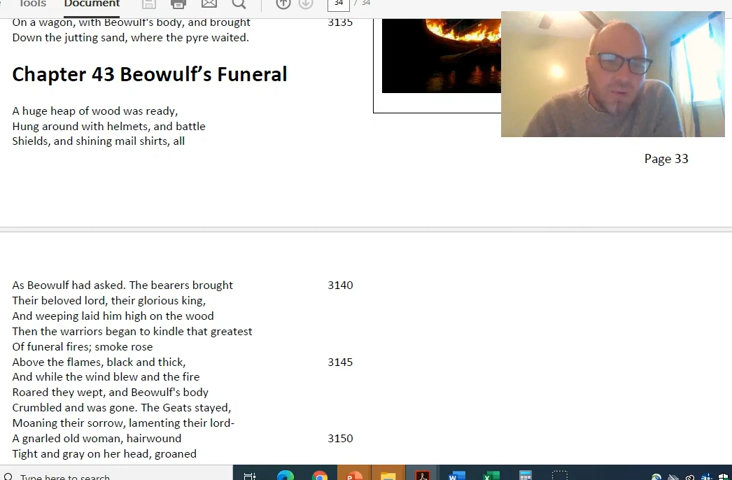 Tools
Document
34
/ 34
On a wagon, with Beowulf's body, and brought
3135
Down the jutting sand, where the pyre waited.
Chapter 43 Beowulf's Funeral
A huge heap of wood was ready,
Hung around with helmets, and battle
Shields, and shining mail shirts, all
Page 33
As Beowulf had asked. The bearers brought
3140
Their beloved lord, their glorious king,
And weeping laid him high on the wood
Then the warriors began to kindle that greatest
Of funeral fires; smoke rose
Above the flames, black and thick,
3145
And while the wind blew and the fire
Roared they wept, and Beowulf's body
Crumbled and was gone. The Geats stayed,
Moaning their sorrow, lamenting their lord-
A gnarled old woman, hairwound
3150
Tight and gray on her head, groaned
Type here to search